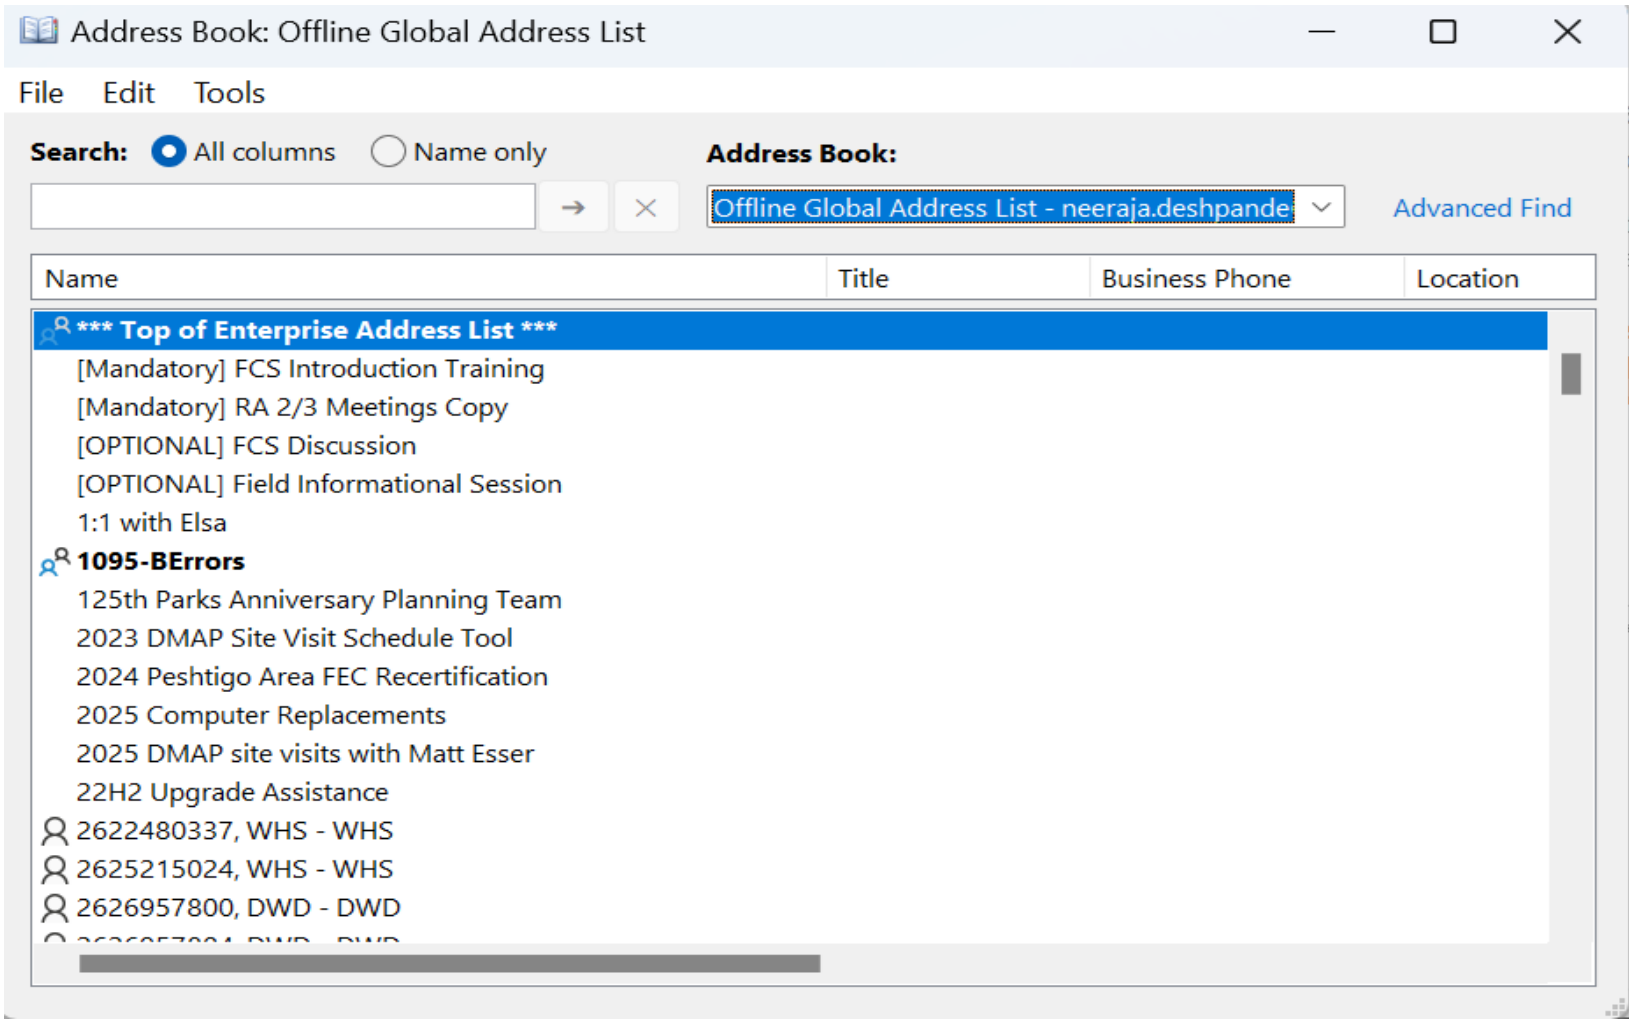 Address Book: Offline Global Address List
File Edit Tools
Search: All columns Name only Address Book:
Offline Global Address List - neeraja.deshpande Advanced Find
Name Title Business Phone Location
*** Top of Enterprise Address List ***
[Mandatory] FCS Introduction Training
[Mandatory] RA 2/3 Meetings Copy
[OPTIONAL] FCS Discussion
[OPTIONAL] Field Informational Session
1:1 with Elsa
1095-BErrors
125th Parks Anniversary Planning Team
2023 DMAP Site Visit Schedule Tool
2024 Peshtigo Area FEC Recertification
2025 Computer Replacements
2025 DMAP site visits with Matt Esser
22H2 Upgrade Assistance
2622480337, WHS - WHS
2625215024, WHS - WHS
2626957800, DWD - DWD